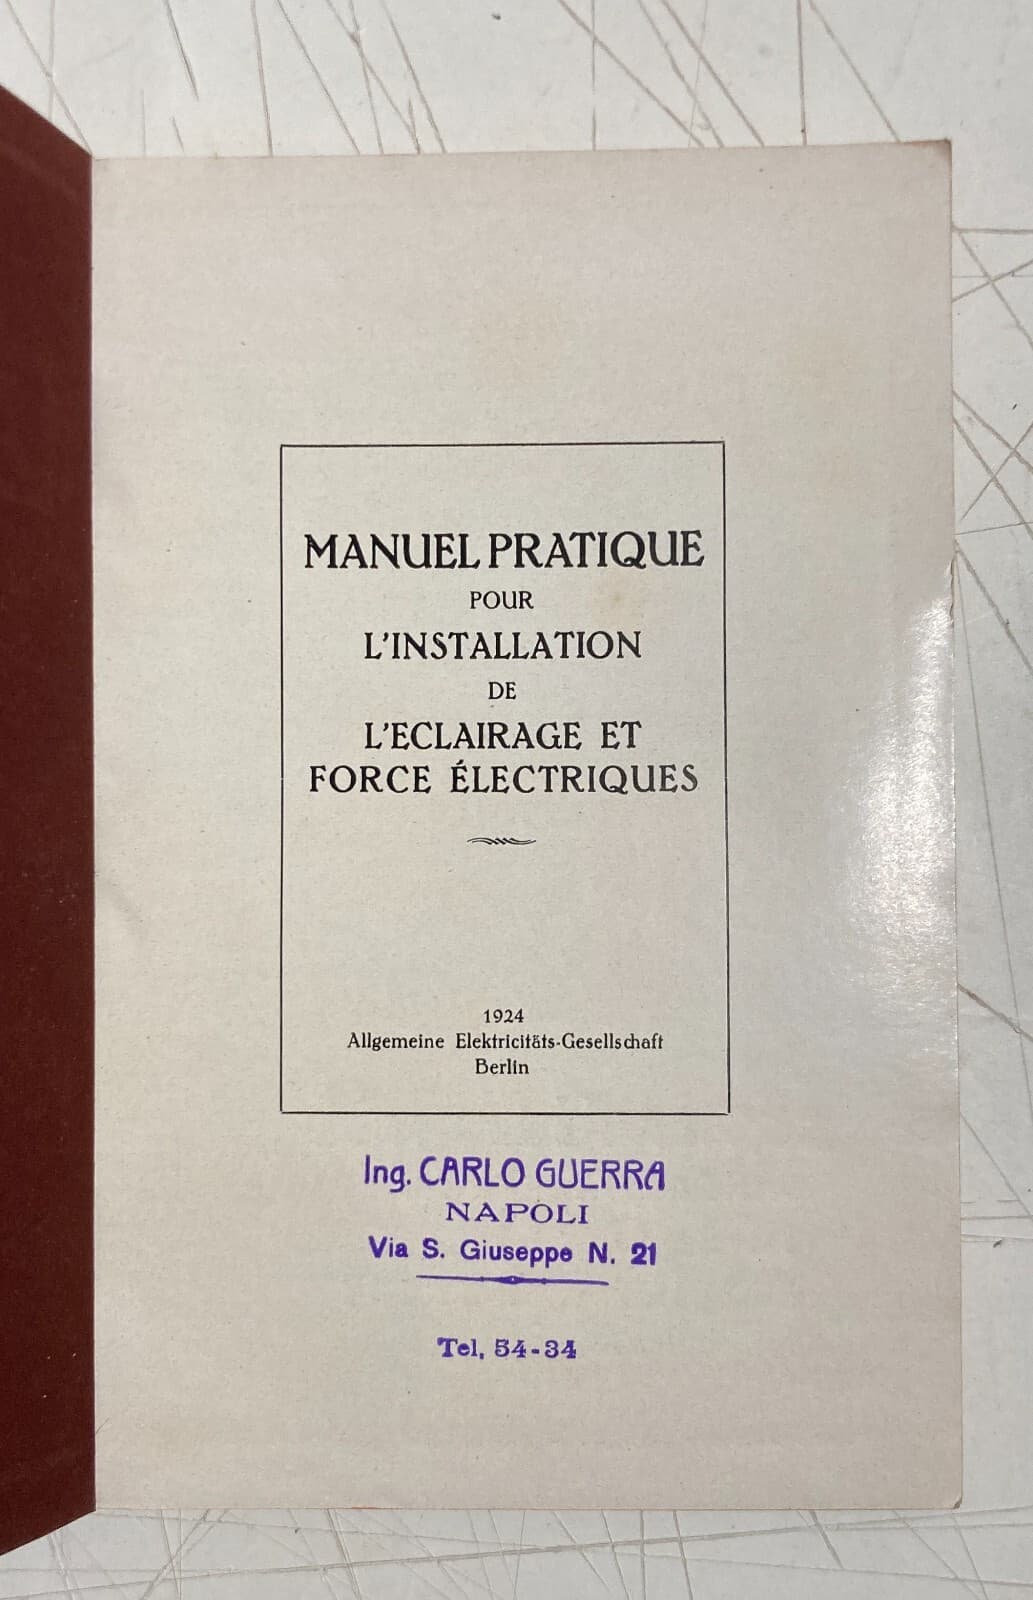 MANUEL PRATIQUE
POUR
L'INSTALLATION
DE
L'ECLAIRAGE ET
FORCE ÉLECTRIQUES
1924
Allgemeine Elektricitäts-Gesellschaft
Berlin
Ing. CARLO GUERRA
NAPOLI
Via S. Giuseppe N. 21
Tel, 54-34